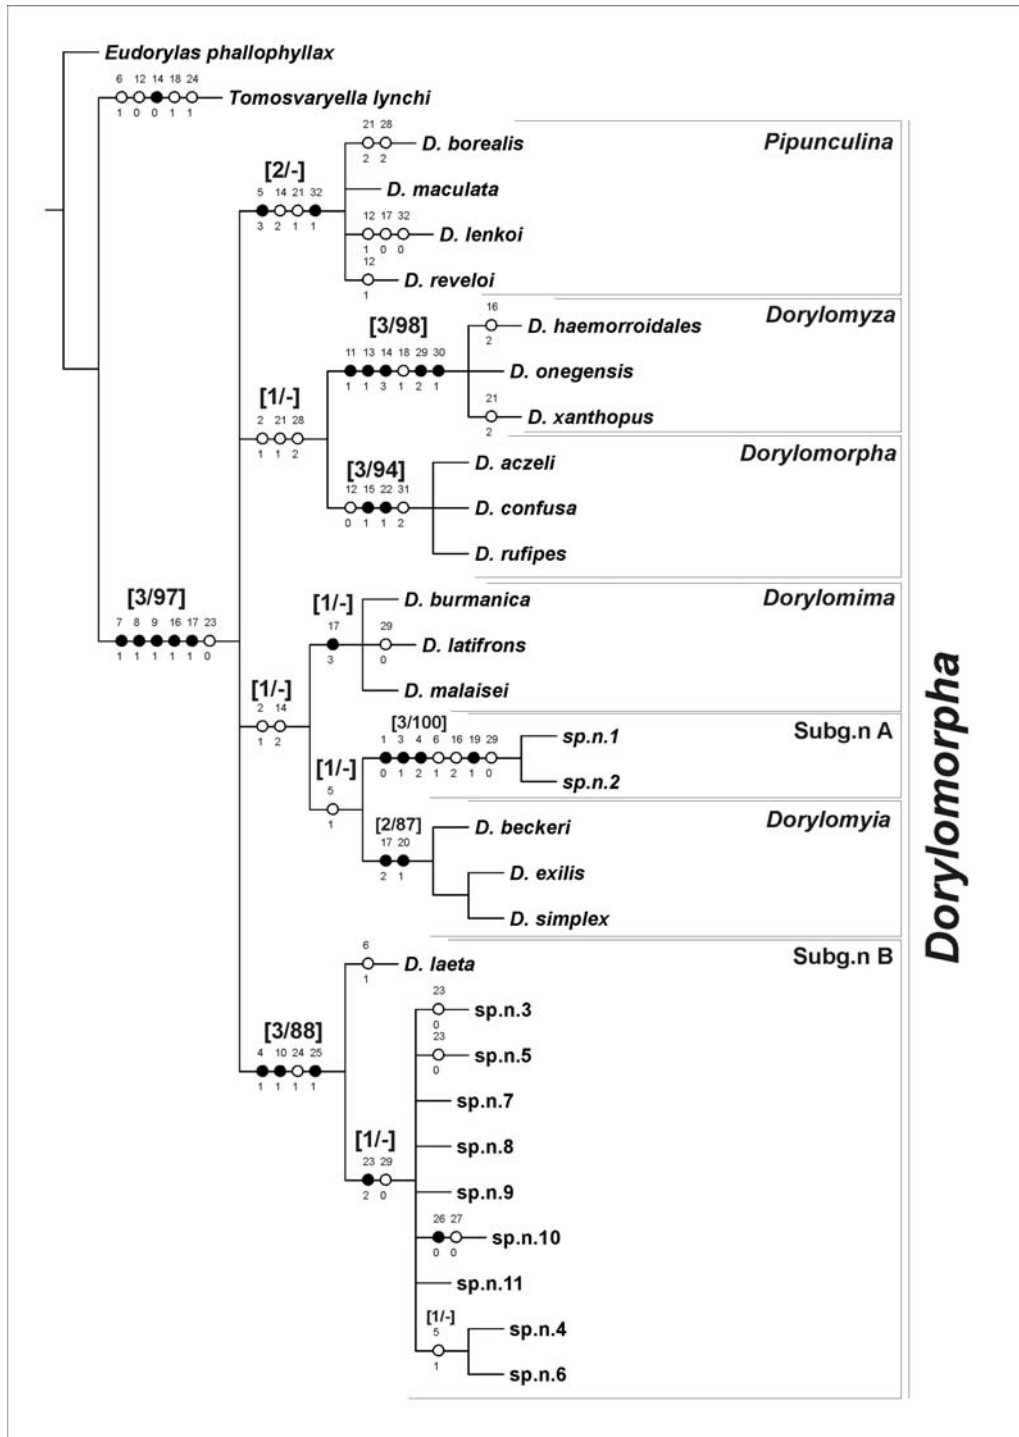 Eudorylas phallophyllax
6 12 14 18 24
Tomosvaryella lynchi
1 0 0 1 1
Pipunculina
21 28
D. borealis
2 2
[2/-]
5 14 21 32
D. maculata
3 2 1 1
12 17 32
D. lenkoi
1 0 0
12
D. reveloi
1
Dorylomyza
16
D. haemorroidales
2
[3/98]
11 13 14 18 29 30
D. onegensis
1 1 3 1 2 1
21
D. xanthopus
2
[1/-]
2 21 28
1 1 2
Dorylomorpha
D. aczeli
[3/94]
12 15 22 31
D. confusa
0 1 1 2
D. rufipes
Dorylomima
[1/-]
D. burmanica
17
3
29
D. latifrons
0
[3/97]
7 8 9 16 17 23
1 1 1 1 1 0
D. malaisei
[1/-]
2 14
1 2
Subg.n A
[3/100]
1 3 4 6 16 19 29
sp.n.1
0 1 2 1 2 1 0
sp.n.2
[1/-]
5
1
Dorylomyia
[2/87]
D. beckeri
17 20
2 1
D. exilis
D. simplex
Dorylomorpha
Subg.n B
6
D. laeta
1
23
sp.n.3
0
[3/88]
4 10 24 25
1 1 1 1
23
sp.n.5
0
sp.n.7
sp.n.8
[1/-]
23 29
2 0
sp.n.9
26 27
sp.n.10
0 0
sp.n.11
[1/-]
5
1
sp.n.4
sp.n.6